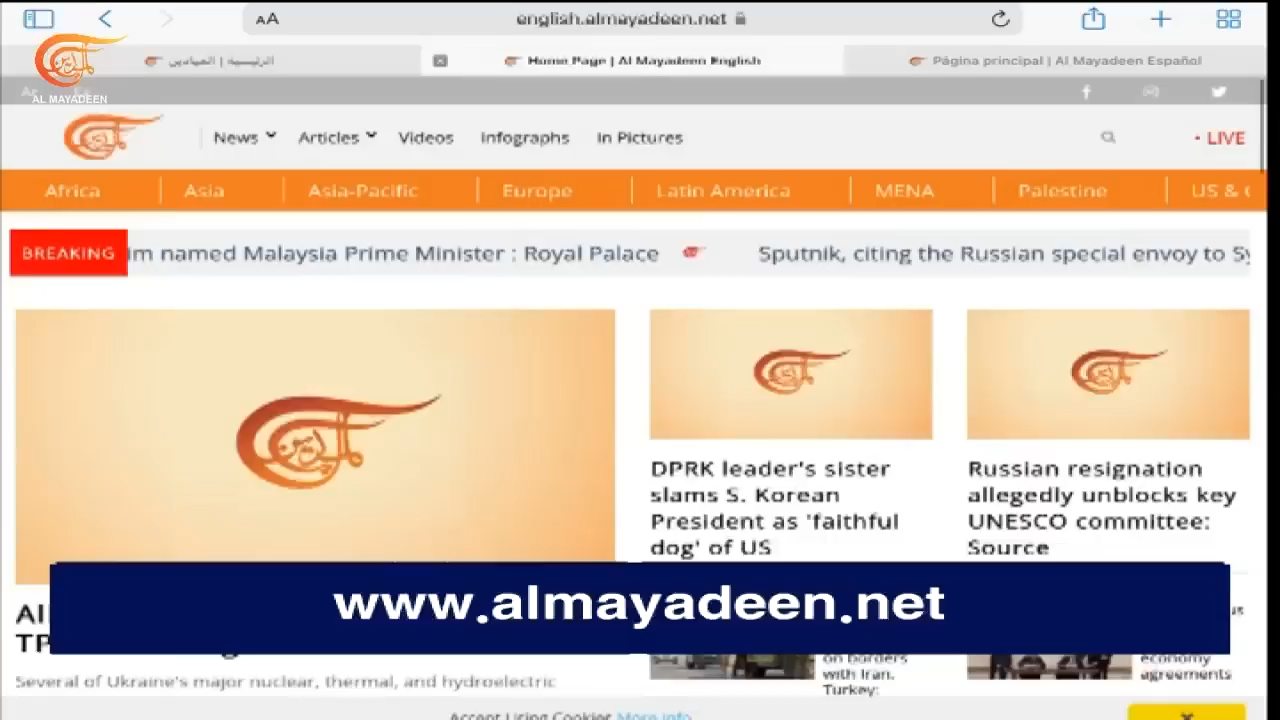 AA
english.almayadeen.net
الرئيسية | الميادين
Home Page | Al Mayadeen English
Página principal | Al Mayadeen Español
الميادين
AL MAYADEEN
News
Articles
Videos
Infographs
In Pictures
• LIVE
Africa
Asia
Asia-Pacific
Europe
Latin America
MENA
Palestine
US &
BREAKING
im named Malaysia Prime Minister : Royal Palace
Sputnik, citing the Russian special envoy to Sy
DPRK leader's sister
slams S. Korean
President as 'faithful
dog' of US
Russian resignation
allegedly unblocks key
UNESCO committee:
Source
www.almayadeen.net
Several of Ukraine's major nuclear, thermal, and hydroelectric
on borders
with Iran,
Turkey:
economy
agreements
Accept Using Cookies More info